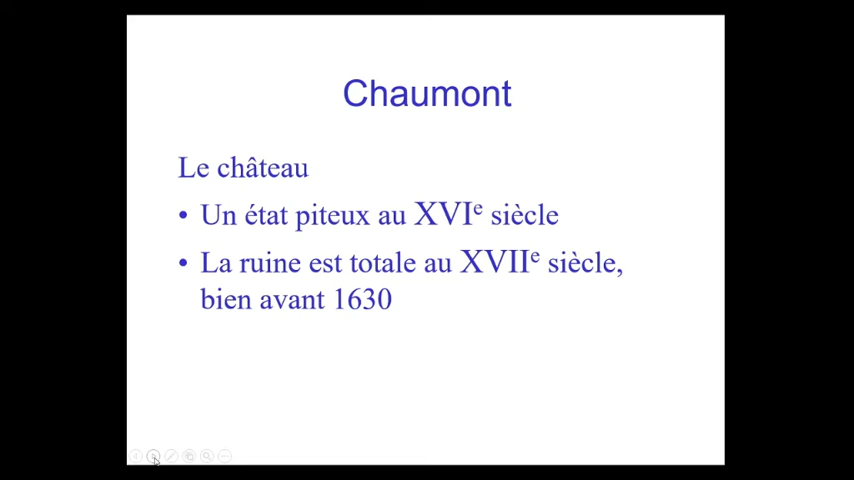 Chaumont
Le château
• Un état piteux au XVIe siècle
• La ruine est totale au XVIIe siècle,
bien avant 1630